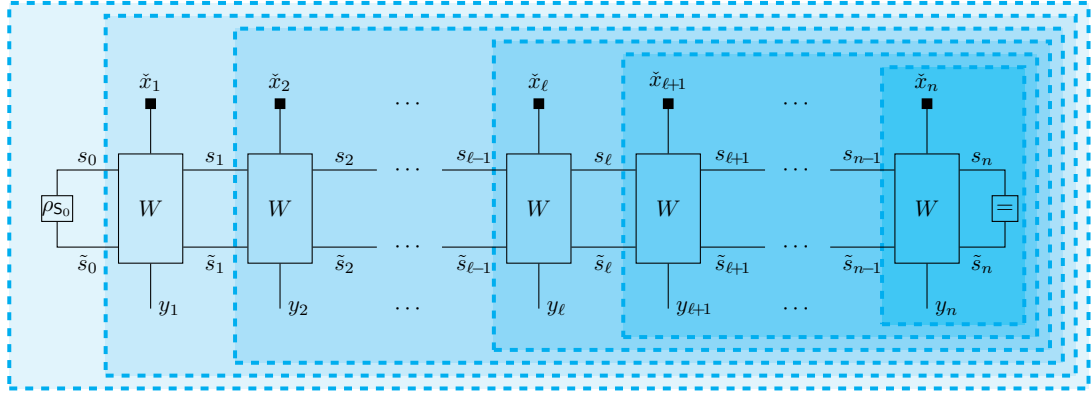 x̌₁ x̌₂ ⋯ x̌ℓ x̌ℓ₊₁ ⋯ x̌ₙ
s₀ s₁ s₂ sℓ₋₁ sℓ sℓ₊₁ sₙ₋₁ sₙ
⋯ ⋯
ρ_S₀ W W W W W =
⋯ ⋯
s̃₀ s̃₁ s̃₂ s̃ℓ₋₁ s̃ℓ s̃ℓ₊₁ s̃ₙ₋₁ s̃ₙ
y₁ y₂ ⋯ yℓ yℓ₊₁ ⋯ yₙ